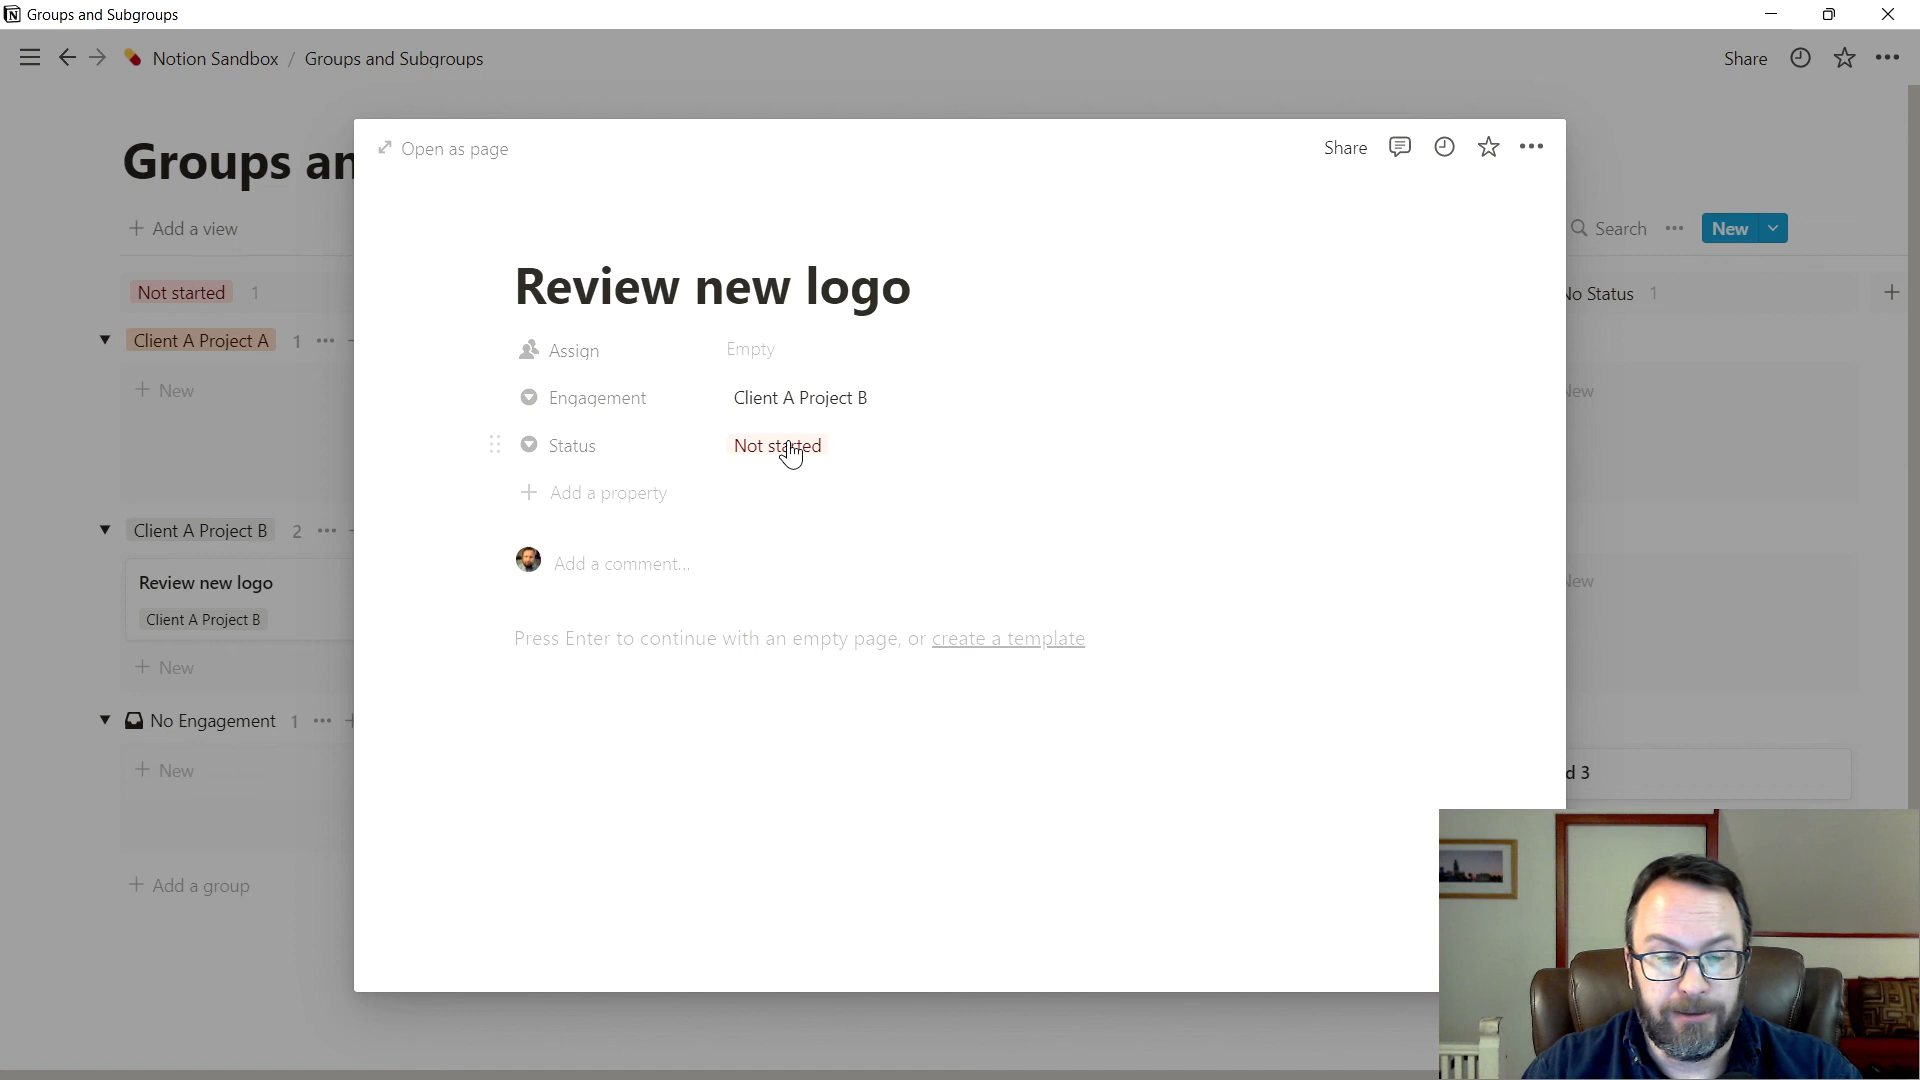 Groups and Subgroups
Notion Sandbox / Groups and Subgroups
Share
Groups an
Open as page
Share
Add a view
Search
New
Review new logo
Not started 1
No Status 1
Client A Project A 1
Assign Empty
New
Engagement Client A Project B
New
Status Not started
Add a property
Client A Project B 2
Add a comment...
Review new logo
New
Client A Project B
Press Enter to continue with an empty page, or create a template
New
No Engagement 1
New
d 3
Add a group